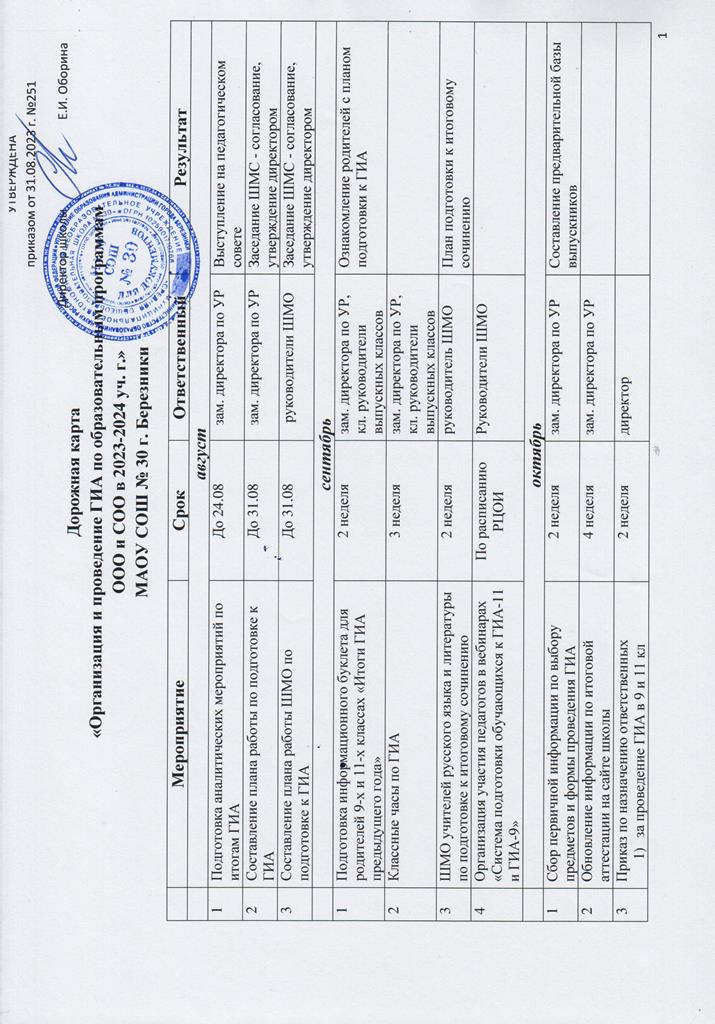 УТВЕРЖДЕНА
приказом от 31.08.2023 г. №251
Директор школы Е.И. Оборина
Дорожная карта
«Организация и проведение ГИА по образовательным программам
ООО и СОО в 2023-2024 уч. г.»
МАОУ СОШ № 30 г. Березники
СОШ
№ 30
Мероприятие Срок Ответственный Результат
август
1 Подготовка аналитических мероприятий по До 24.08 зам. директора по УР Выступление на педагогическом
итогам ГИА совете
2 Составление плана работы по подготовке к До 31.08 зам. директора по УР Заседание ШМС - согласование,
ГИА утверждение директором
3 Составление плана работы ШМО по До 31.08 руководители ШМО Заседание ШМС - согласование,
подготовке к ГИА утверждение директором
сентябрь
1 Подготовка информационного буклета для 2 неделя зам. директора по УР, Ознакомление родителей с планом
родителей 9-х и 11-х классах «Итоги ГИА кл. руководители подготовки к ГИА
предыдущего года» выпускных классов
2 Классные часы по ГИА 3 неделя зам. директора по УР,
кл. руководители
выпускных классов
3 ШМО учителей русского языка и литературы 2 неделя руководитель ШМО План подготовки к итоговому
по подготовке к итоговому сочинению сочинению
4 Организация участия педагогов в вебинарах По расписанию Руководители ШМО
«Система подготовки обучающихся к ГИА-11 РЦОИ
и ГИА-9»
октябрь
1 Сбор первичной информации по выбору 2 неделя зам. директора по УР Составление предварительной базы
предметов и формы проведения ГИА выпускников
2 Обновление информации по итоговой 4 неделя зам. директора по УР
аттестации на сайте школы
3 Приказ по назначению ответственных 2 неделя директор
1) за проведение ГИА в 9 и 11 кл
1